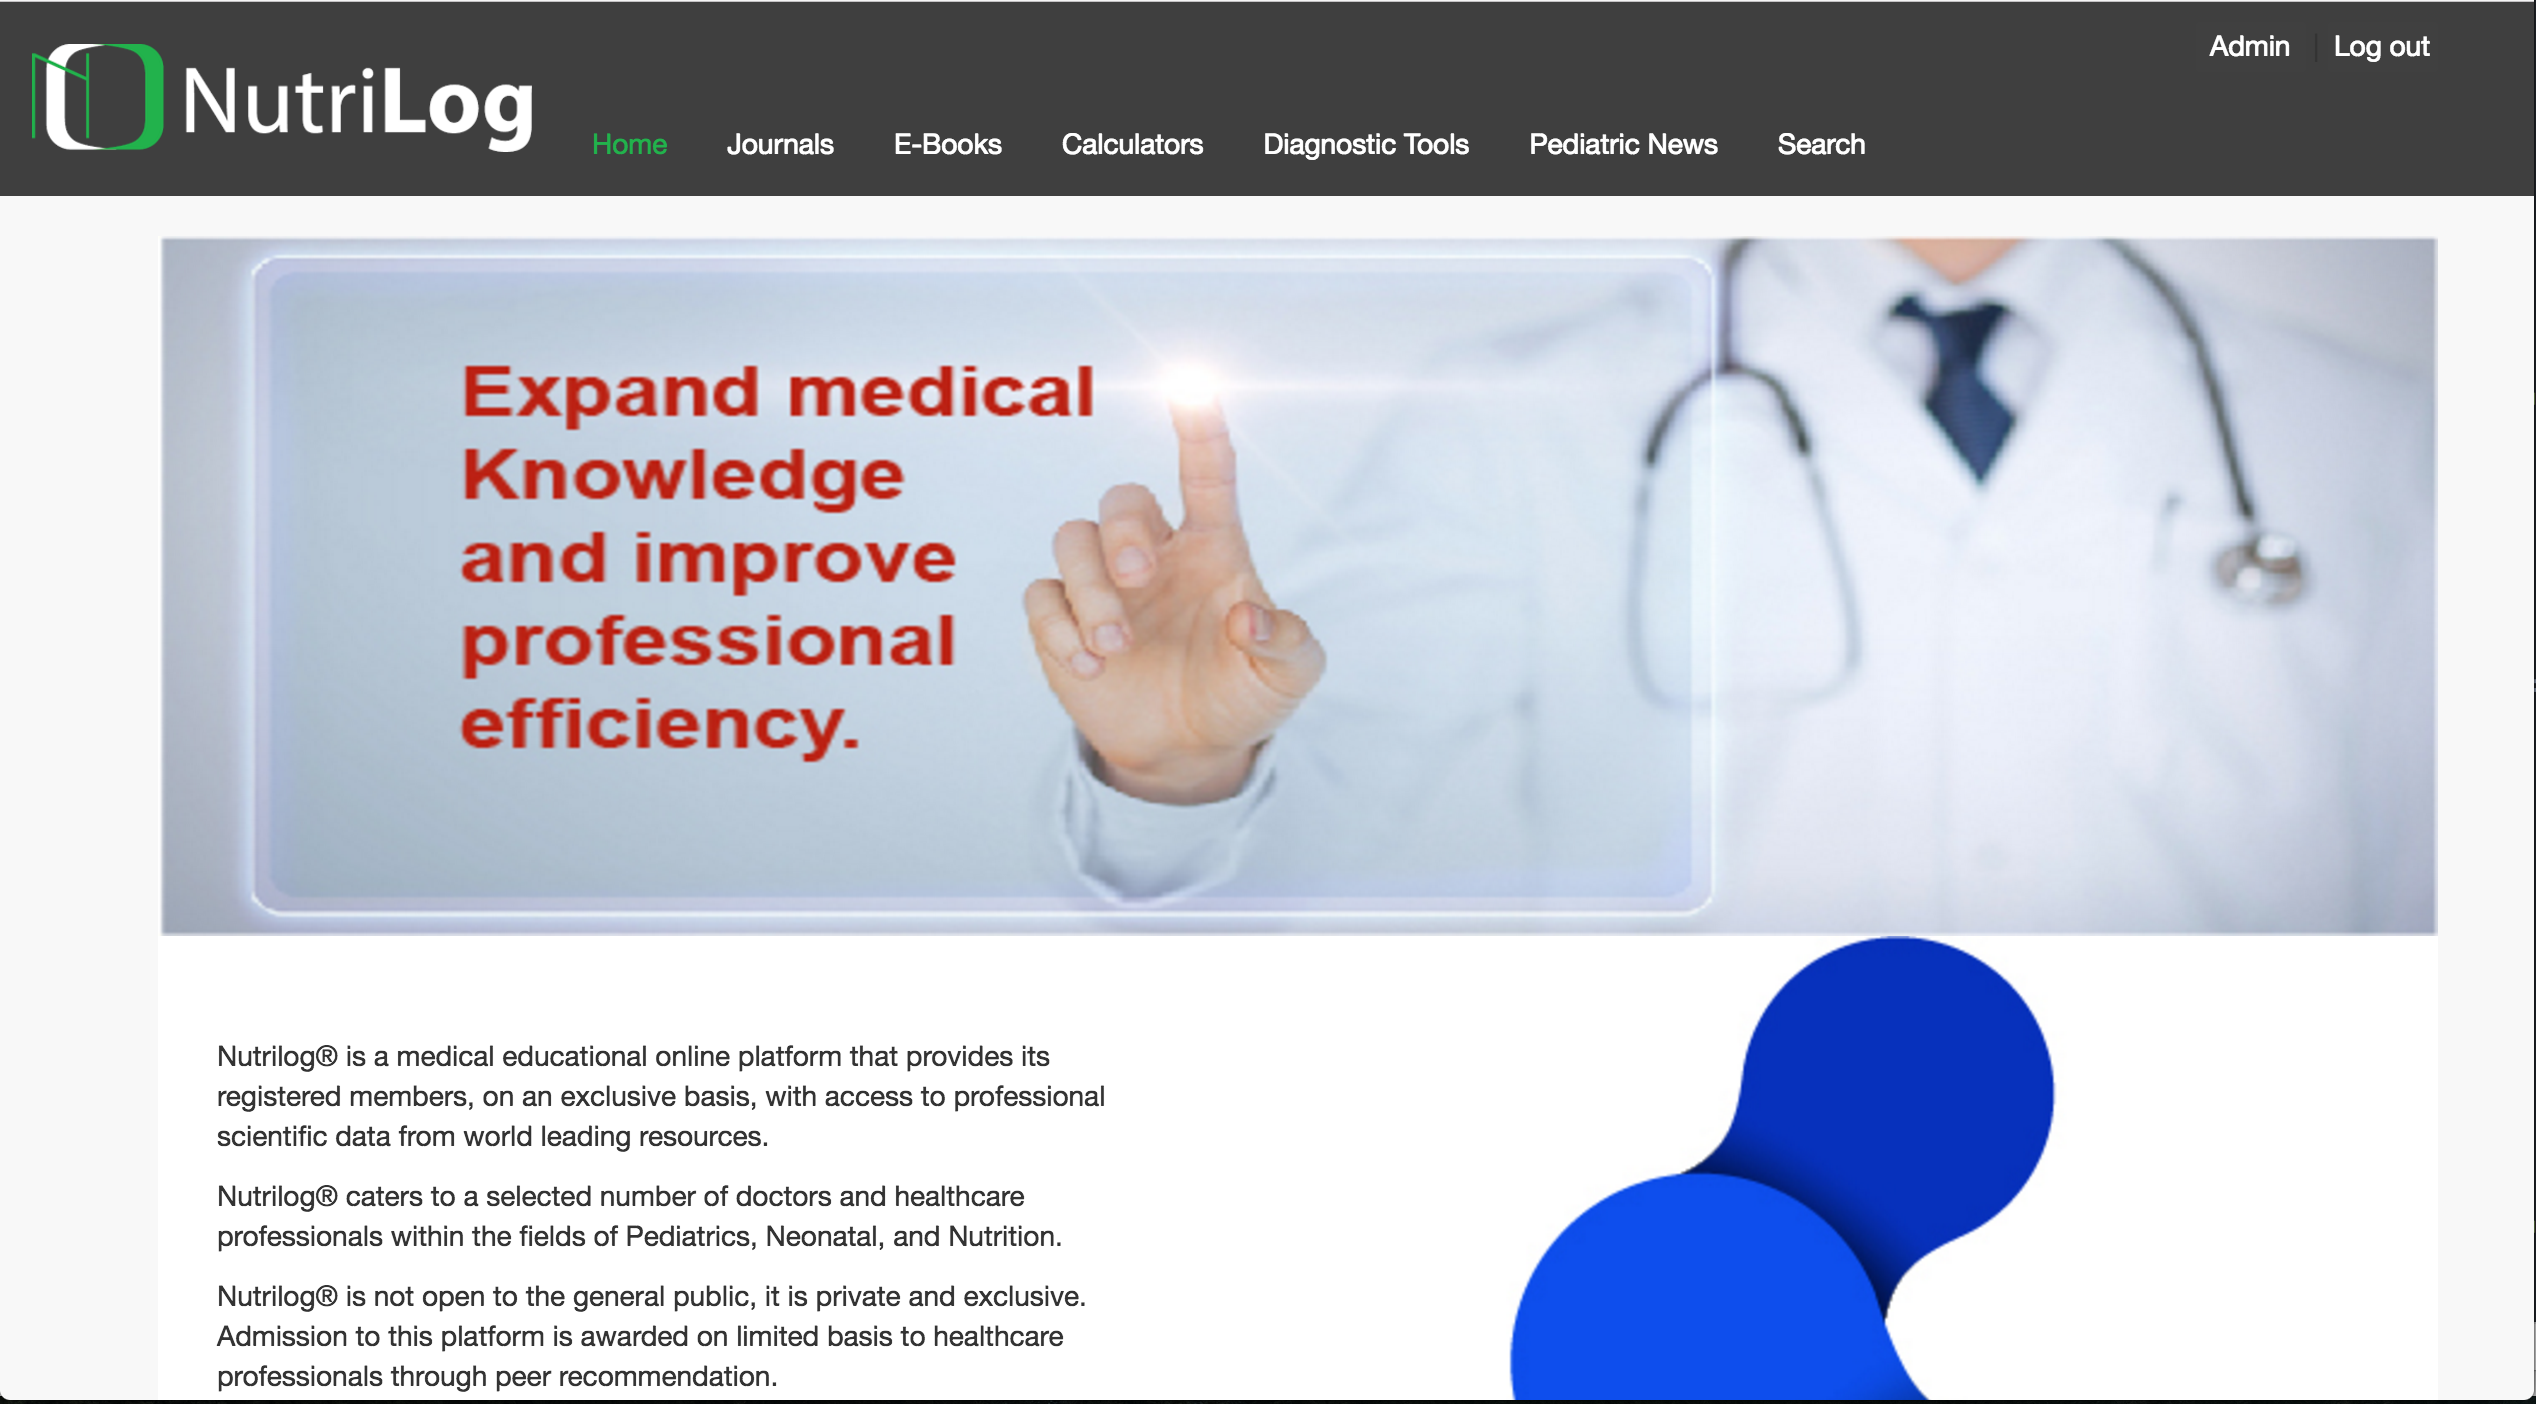 Admin | Log out
NutriLog
Home Journals E-Books Calculators Diagnostic Tools Pediatric News Search
Expand medical
Knowledge
and improve
professional
efficiency.
Nutrilog® is a medical educational online platform that provides its
registered members, on an exclusive basis, with access to professional
scientific data from world leading resources.
Nutrilog® caters to a selected number of doctors and healthcare
professionals within the fields of Pediatrics, Neonatal, and Nutrition.
Nutrilog® is not open to the general public, it is private and exclusive.
Admission to this platform is awarded on limited basis to healthcare
professionals through peer recommendation.